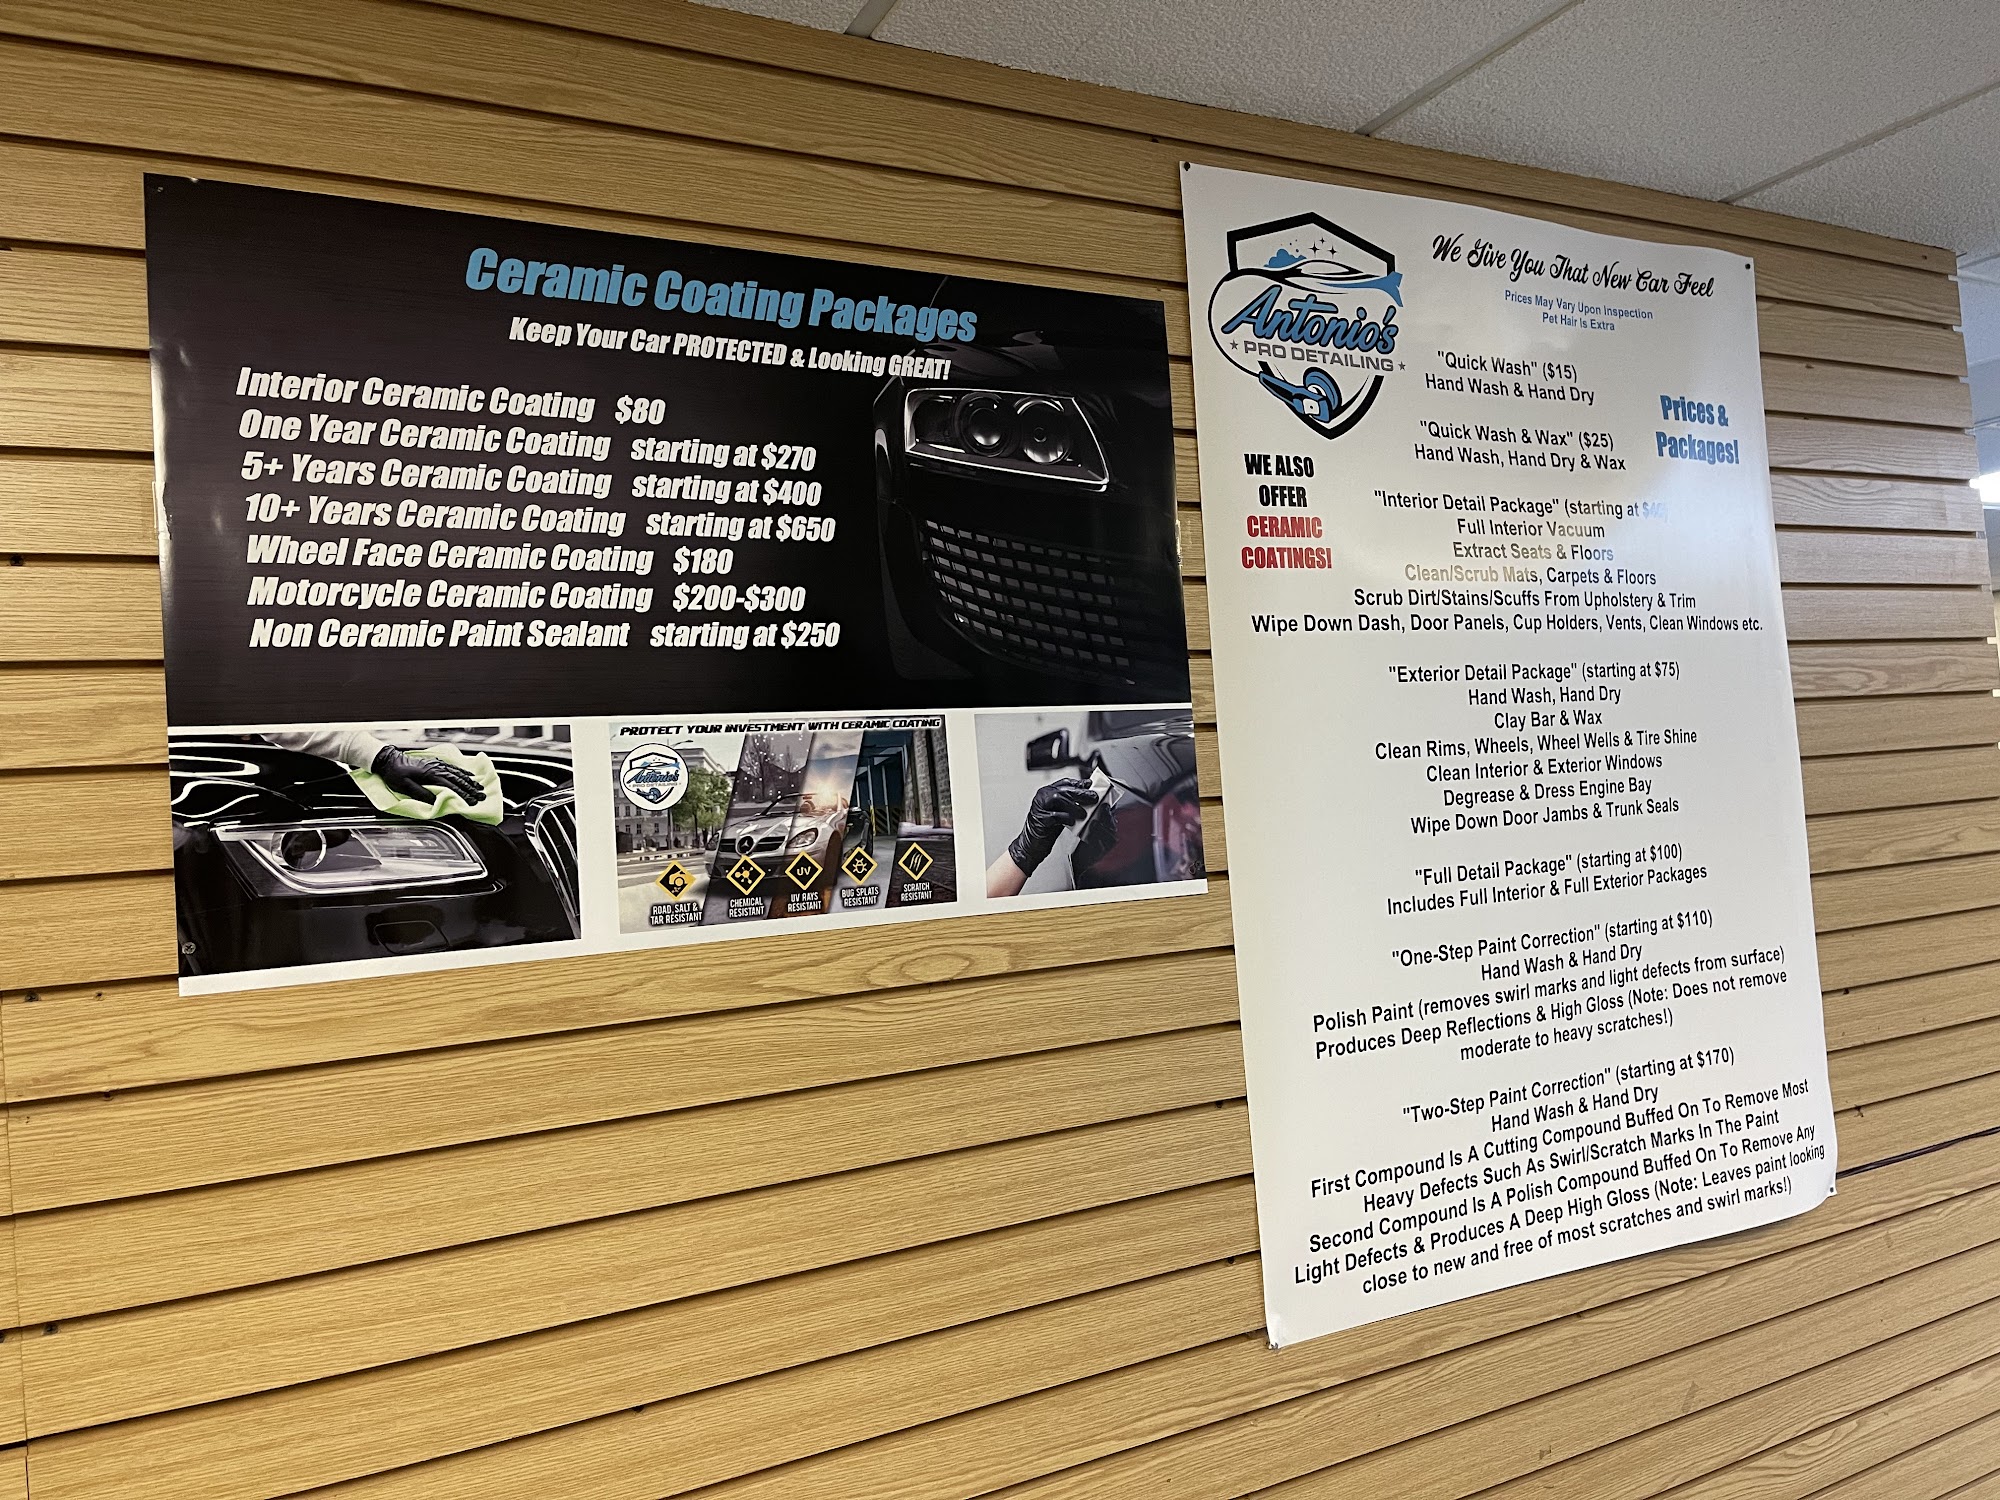 Ceramic Coating Packages
Keep Your Car PROTECTED & Looking GREAT!
Interior Ceramic Coating $80
One Year Ceramic Coating starting at $270
5+ Years Ceramic Coating starting at $400
10+ Years Ceramic Coating starting at $650
Wheel Face Ceramic Coating $180
Motorcycle Ceramic Coating $200-$300
Non Ceramic Paint Sealant starting at $250
PROTECT YOUR INVESTMENT WITH CERAMIC COATING
Antonio's
PRO DETAILING
ROAD, SALT &
TAR RESISTANT
CHEMICAL
RESISTANT
UV
UV RAYS
RESISTANT
BUG SPLATS
RESISTANT
SCRATCH
RESISTANT
Antonio's
PRO DETAILING
We Give You That New Car Feel
Prices May Vary Upon Inspection
Pet Hair Is Extra
Prices &
Packages!
WE ALSO
OFFER
CERAMIC
COATINGS!
"Quick Wash" ($15)
Hand Wash & Hand Dry
"Quick Wash & Wax" ($25)
Hand Wash, Hand Dry & Wax
"Interior Detail Package" (starting at
Full Interior Vacuum
Extract Seats & Floors
Clean/Scrub Mats, Carpets & Floors
Scrub Dirt/Stains/Scuffs From Upholstery & Trim
Wipe Down Dash, Door Panels, Cup Holders, Vents, Clean Windows etc.
"Exterior Detail Package" (starting at $75)
Hand Wash, Hand Dry
Clay Bar & Wax
Clean Rims, Wheels, Wheel Wells & Tire Shine
Clean Interior & Exterior Windows
Degrease & Dress Engine Bay
Wipe Down Door Jambs & Trunk Seals
"Full Detail Package" (starting at $100)
Includes Full Interior & Full Exterior Packages
"One-Step Paint Correction" (starting at $110)
Hand Wash & Hand Dry
Polish Paint (removes swirl marks and light defects from surface)
Produces Deep Reflections & High Gloss (Note: Does not remove
moderate to heavy scratches!)
"Two-Step Paint Correction" (starting at $170)
Hand Wash & Hand Dry
First Compound Is A Cutting Compound Buffed On To Remove Most
Heavy Defects Such As Swirl/Scratch Marks In The Paint
Second Compound Is A Polish Compound Buffed On To Remove Any
Light Defects & Produces A Deep High Gloss (Note: Leaves paint looking
close to new and free of most scratches and swirl marks!)